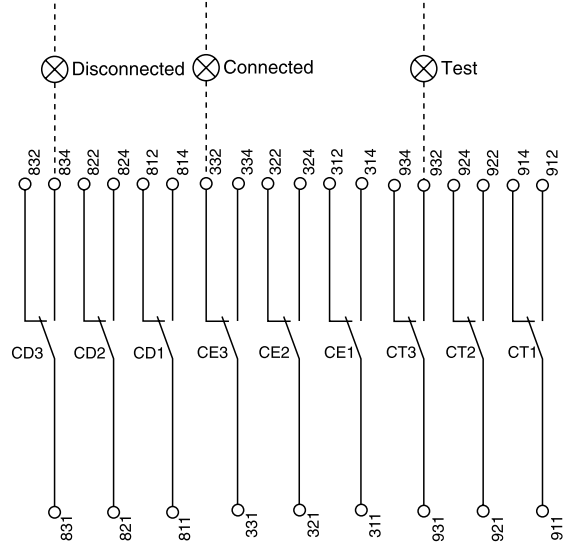 Disconnected Connected Test
832 834 822 824 812 814 332 334 322 324 312 314 934 932 924 922 914 912
CD3 CD2 CD1 CE3 CE2 CE1 CT3 CT2 CT1
831 821 811 331 321 311 931 921 911